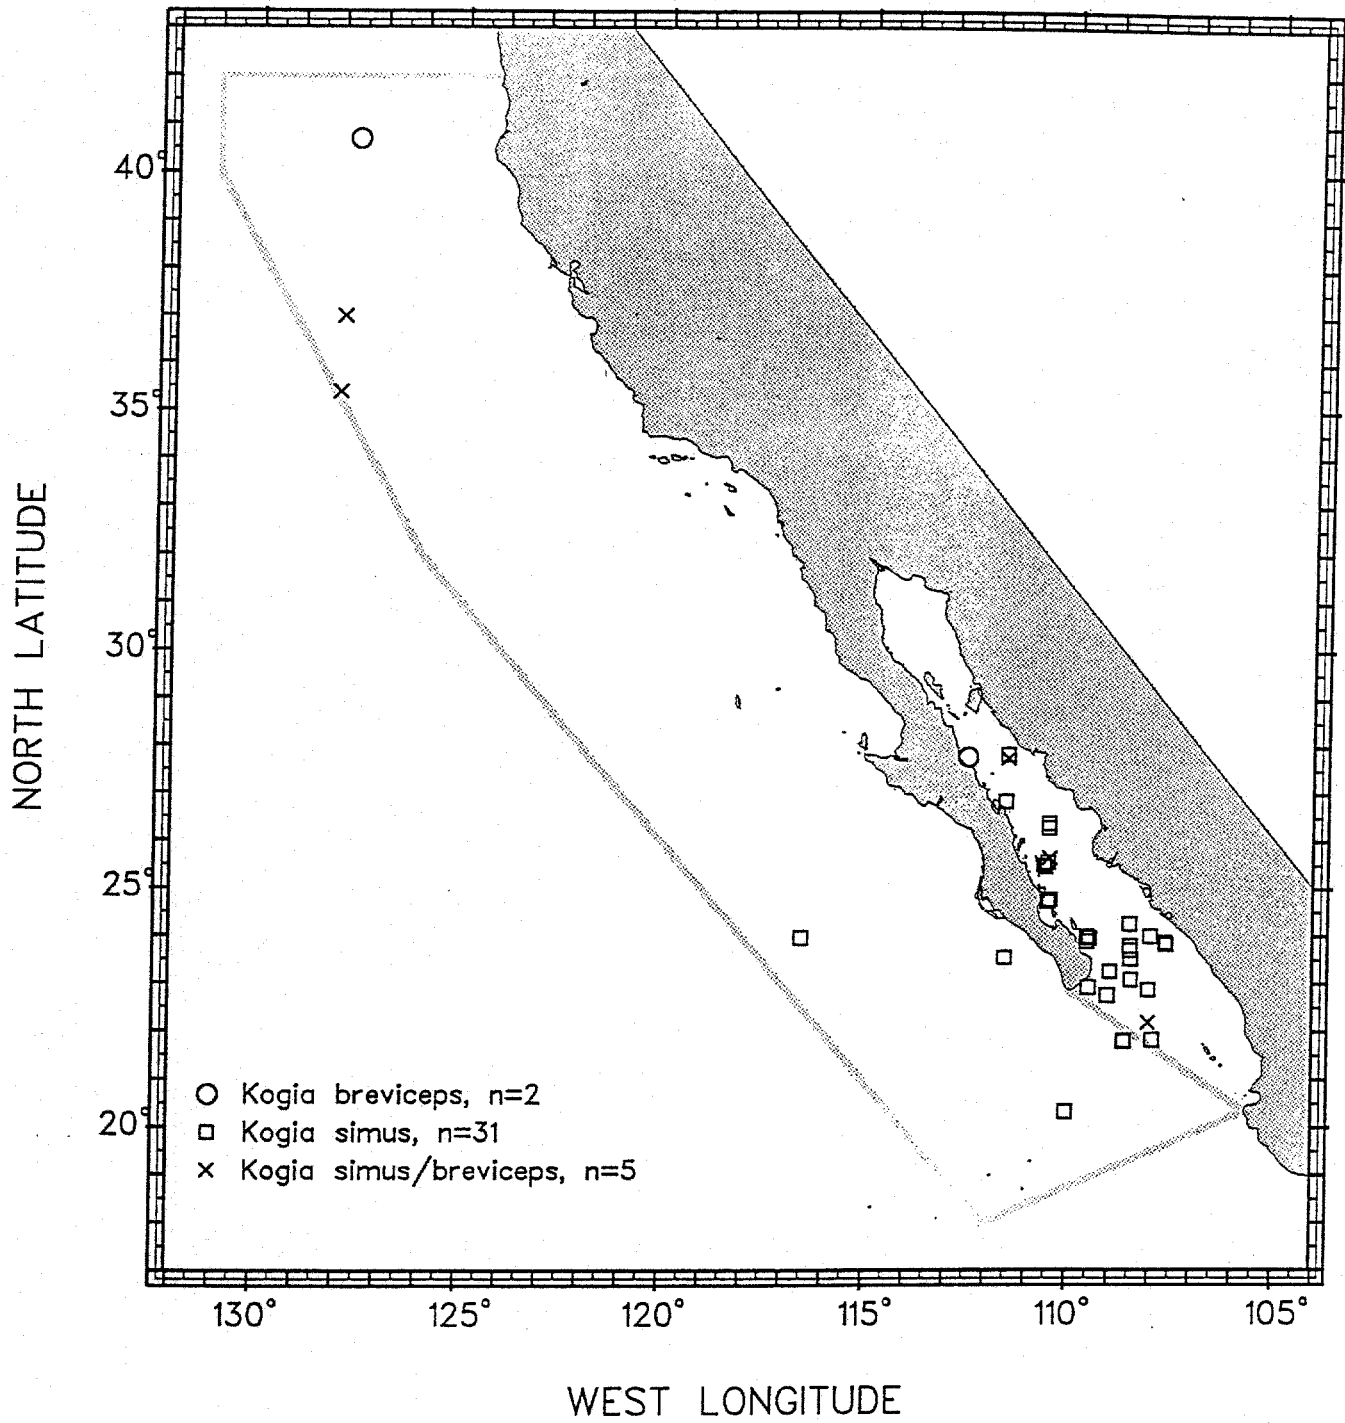 40°
35°
30°
25°
20°
NORTH LATITUDE
Kogia breviceps, n=2
Kogia simus, n=31
Kogia simus/breviceps, n=5
130° 125° 120° 115° 110° 105°
WEST LONGITUDE